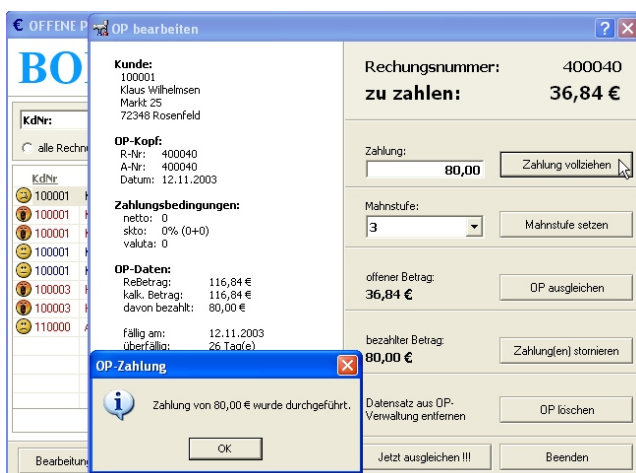 € OFFENE P
OP bearbeiten
BO
KdNr:
alle Rechn
KdNr
100001
100001
100001
100001
100001
100003
100003
110000
Bearbeitun
Kunde:
100001
Klaus Wilhelmsen
Markt 25
72348 Rosenfeld
OP-Kopf:
R-Nr: 400040
A-Nr: 400040
Datum: 12.11.2003
Zahlungsbedingungen:
netto: 0
skto: 0% (0+0)
valuta: 0
OP-Daten:
ReBetrag: 116,84 €
kalk. Betrag: 116,84 €
davon bezahlt: 80,00 €
fällig am: 12.11.2003
überfällig: 26 Tag(e)
Rechungsnummer: 400040
zu zahlen: 36,84 €
Zahlung:
80,00 Zahlung vollziehen
Mahnstufe:
3 Mahnstufe setzen
offener Betrag:
36,84 € OP ausgleichen
bezahlter Betrag:
80,00 € Zahlung(en) stornieren
Datensatz aus OP-
Verwaltung entfernen OP löschen
Jetzt ausgleichen !!! Beenden
OP-Zahlung
Zahlung von 80,00 € wurde durchgeführt.
OK